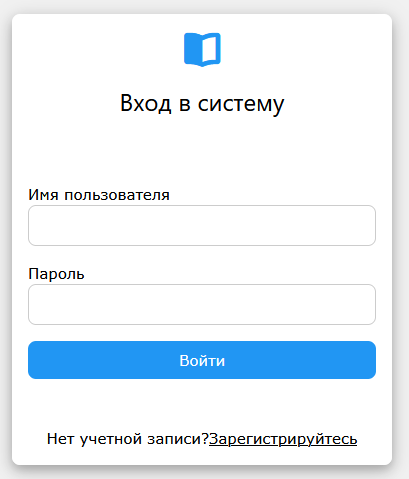 Вход в систему
Имя пользователя
Пароль
Войти
Нет учетной записи?Зарегистрируйтесь